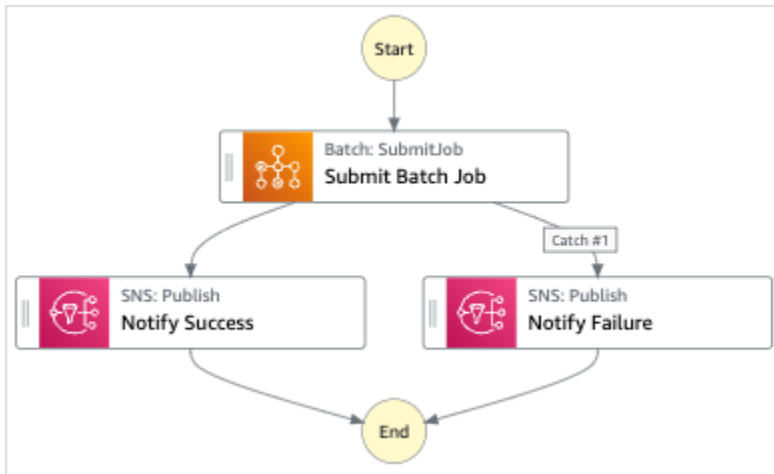 Start
Batch: SubmitJob
Submit Batch Job
Catch #1
SNS: Publish
Notify Success
SNS: Publish
Notify Failure
End